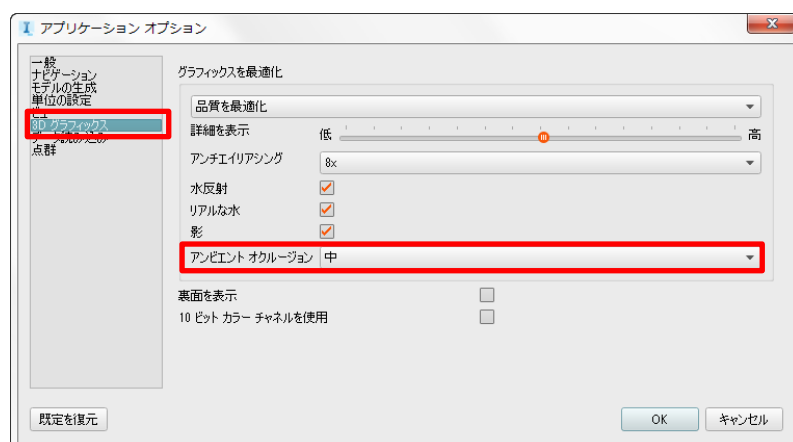 アプリケーション オプション
一般
ナビゲーション
モデルの生成
単位の設定
3D グラフィックス
点群
グラフィックスを最適化
品質を最適化
詳細を表示 低 高
アンチエイリアシング 8x
水反射
リアルな水
影
アンビエント オクルージョン 中
裏面を表示
10 ビット カラー チャネルを使用
既定を復元 OK キャンセル